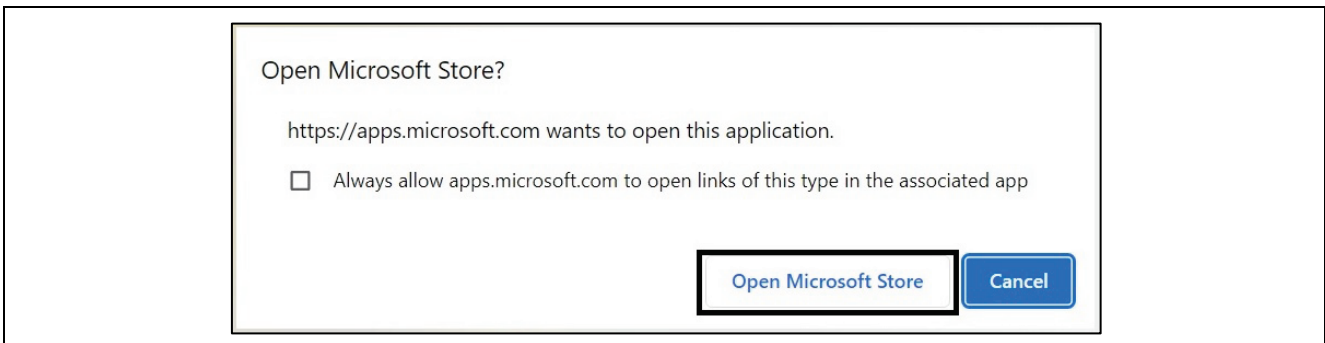 Open Microsoft Store?
https://apps.microsoft.com wants to open this application.
Always allow apps.microsoft.com to open links of this type in the associated app
Open Microsoft Store Cancel